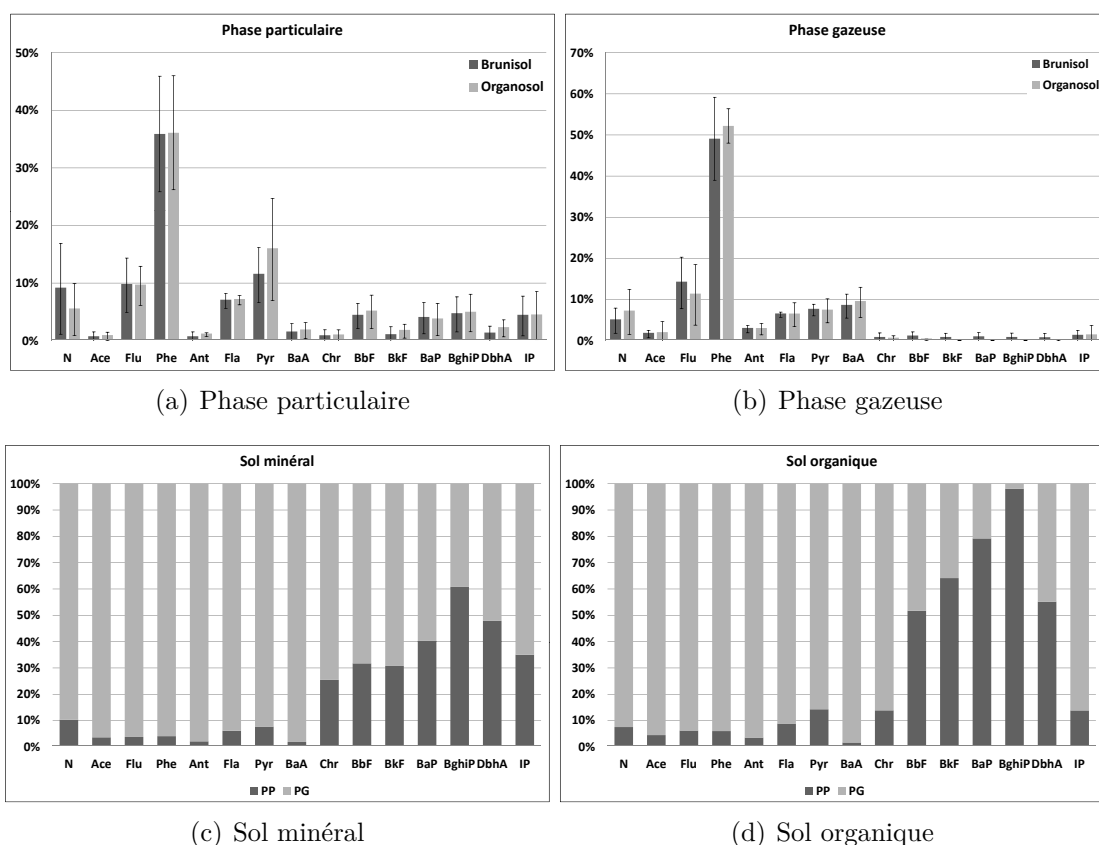 Phase particulaire
50%
40%
30%
20%
10%
0%
Brunisol
Organosol
N Ace Flu Phe Ant Fla Pyr BaA Chr BbF BkF BaP BghiP DbhA IP
(a) Phase particulaire
Phase gazeuse
70%
60%
50%
40%
30%
20%
10%
0%
Brunisol
Organosol
N Ace Flu Phe Ant Fla Pyr BaA Chr BbF BkF BaP BghiP DbhA IP
(b) Phase gazeuse
Sol minéral
100%
90%
80%
70%
60%
50%
40%
30%
20%
10%
0%
N Ace Flu Phe Ant Fla Pyr BaA Chr BbF BkF BaP BghiP DbhA IP
PP PG
(c) Sol minéral
Sol organique
100%
90%
80%
70%
60%
50%
40%
30%
20%
10%
0%
N Ace Flu Phe Ant Fla Pyr BaA Chr BbF BkF BaP BghiP DbhA IP
PP PG
(d) Sol organique